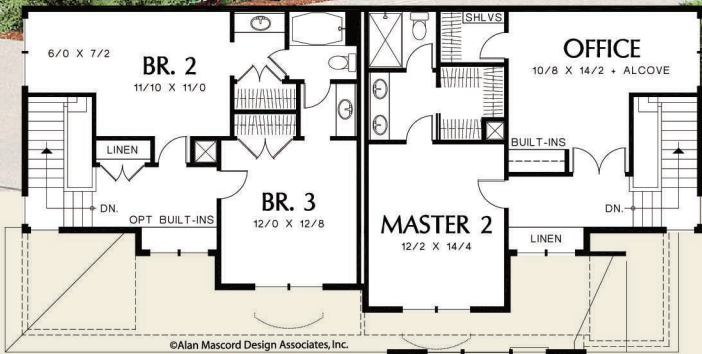 6/0 X 7/2
BR. 2
11/10 X 11/0
SHLVS
OFFICE
10/8 X 14/2 + ALCOVE
LINEN
BUILT-INS
DN.
OPT BUILT-INS
BR. 3
12/0 X 12/8
MASTER 2
12/2 X 14/4
DN.
LINEN
©Alan Mascord Design Associates, Inc.